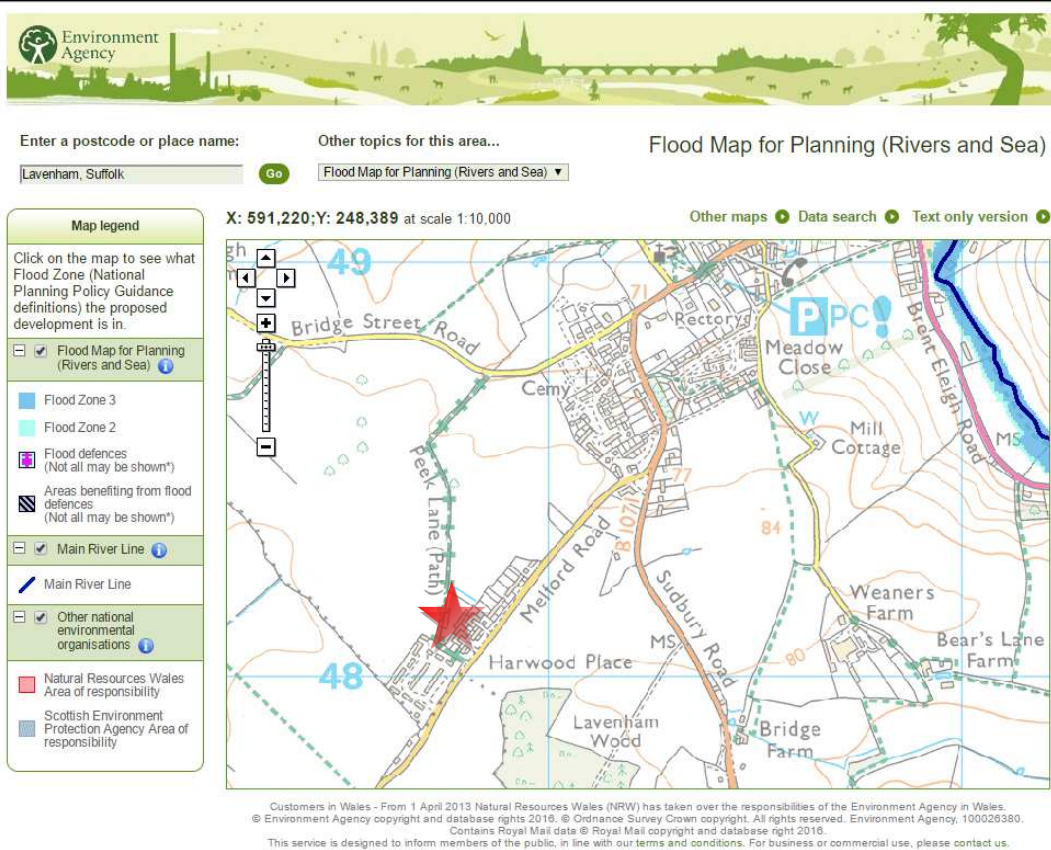 Environment
Agency
Enter a postcode or place name:
Other topics for this area...
Flood Map for Planning (Rivers and Sea)
Lavenham, Suffolk
Go
Flood Map for Planning (Rivers and Sea)
Map legend
X: 591,220;Y: 248,389 at scale 1:10,000
Other maps
Data search
Text only version
Click on the map to see what
Flood Zone (National
Planning Policy Guidance
definitions) the proposed
development is in.
Flood Map for Planning
(Rivers and Sea)
Flood Zone 3
Flood Zone 2
Flood defences
(Not all may be shown*)
Areas benefiting from flood
defences
(Not all may be shown*)
Main River Line
Main River Line
Other national
environmental
organisations
Natural Resources Wales
Area of responsibility
Scottish Environment
Protection Agency Area of
responsibility
gh
49
71
Rectory
P PC
Bridge Street Road
Meadow
Close
Brent Eleigh Road
Cemy
W
Mill
Cottage
MS
Peek Lane (Path)
77
84
B 1071
Melford Road
Sudbury Road
Weaners
Farm
MS
Bear's Lane
Farm
80
48
Harwood Place
Lavenham
Wood
Bridge
Farm
Customers in Wales - From 1 April 2013 Natural Resources Wales (NRW) has taken over the responsibilities of the Environment Agency in Wales.
© Environment Agency copyright and database rights 2016. © Ordnance Survey Crown copyright. All rights reserved. Environment Agency, 100026380.
Contains Royal Mail data © Royal Mail copyright and database right 2016.
This service is designed to inform members of the public, in line with our terms and conditions. For business or commercial use, please contact us.